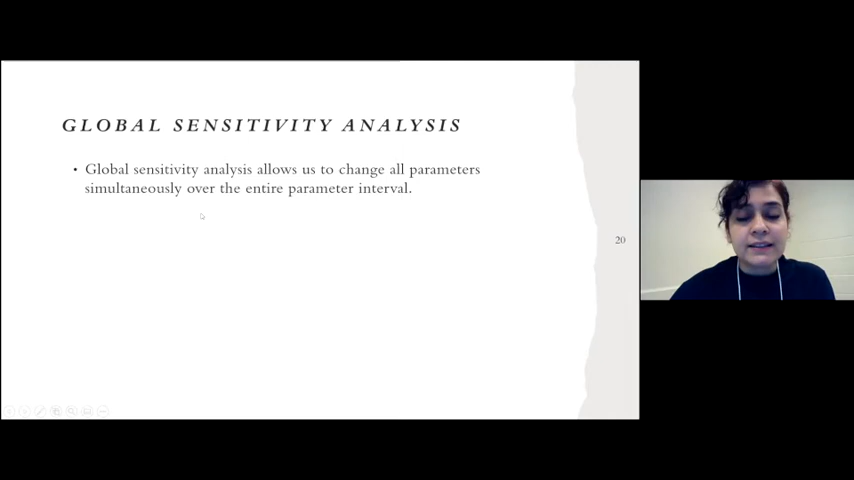 GLOBAL SENSITIVITY ANALYSIS
• Global sensitivity analysis allows us to change all parameters
simultaneously over the entire parameter interval.
20